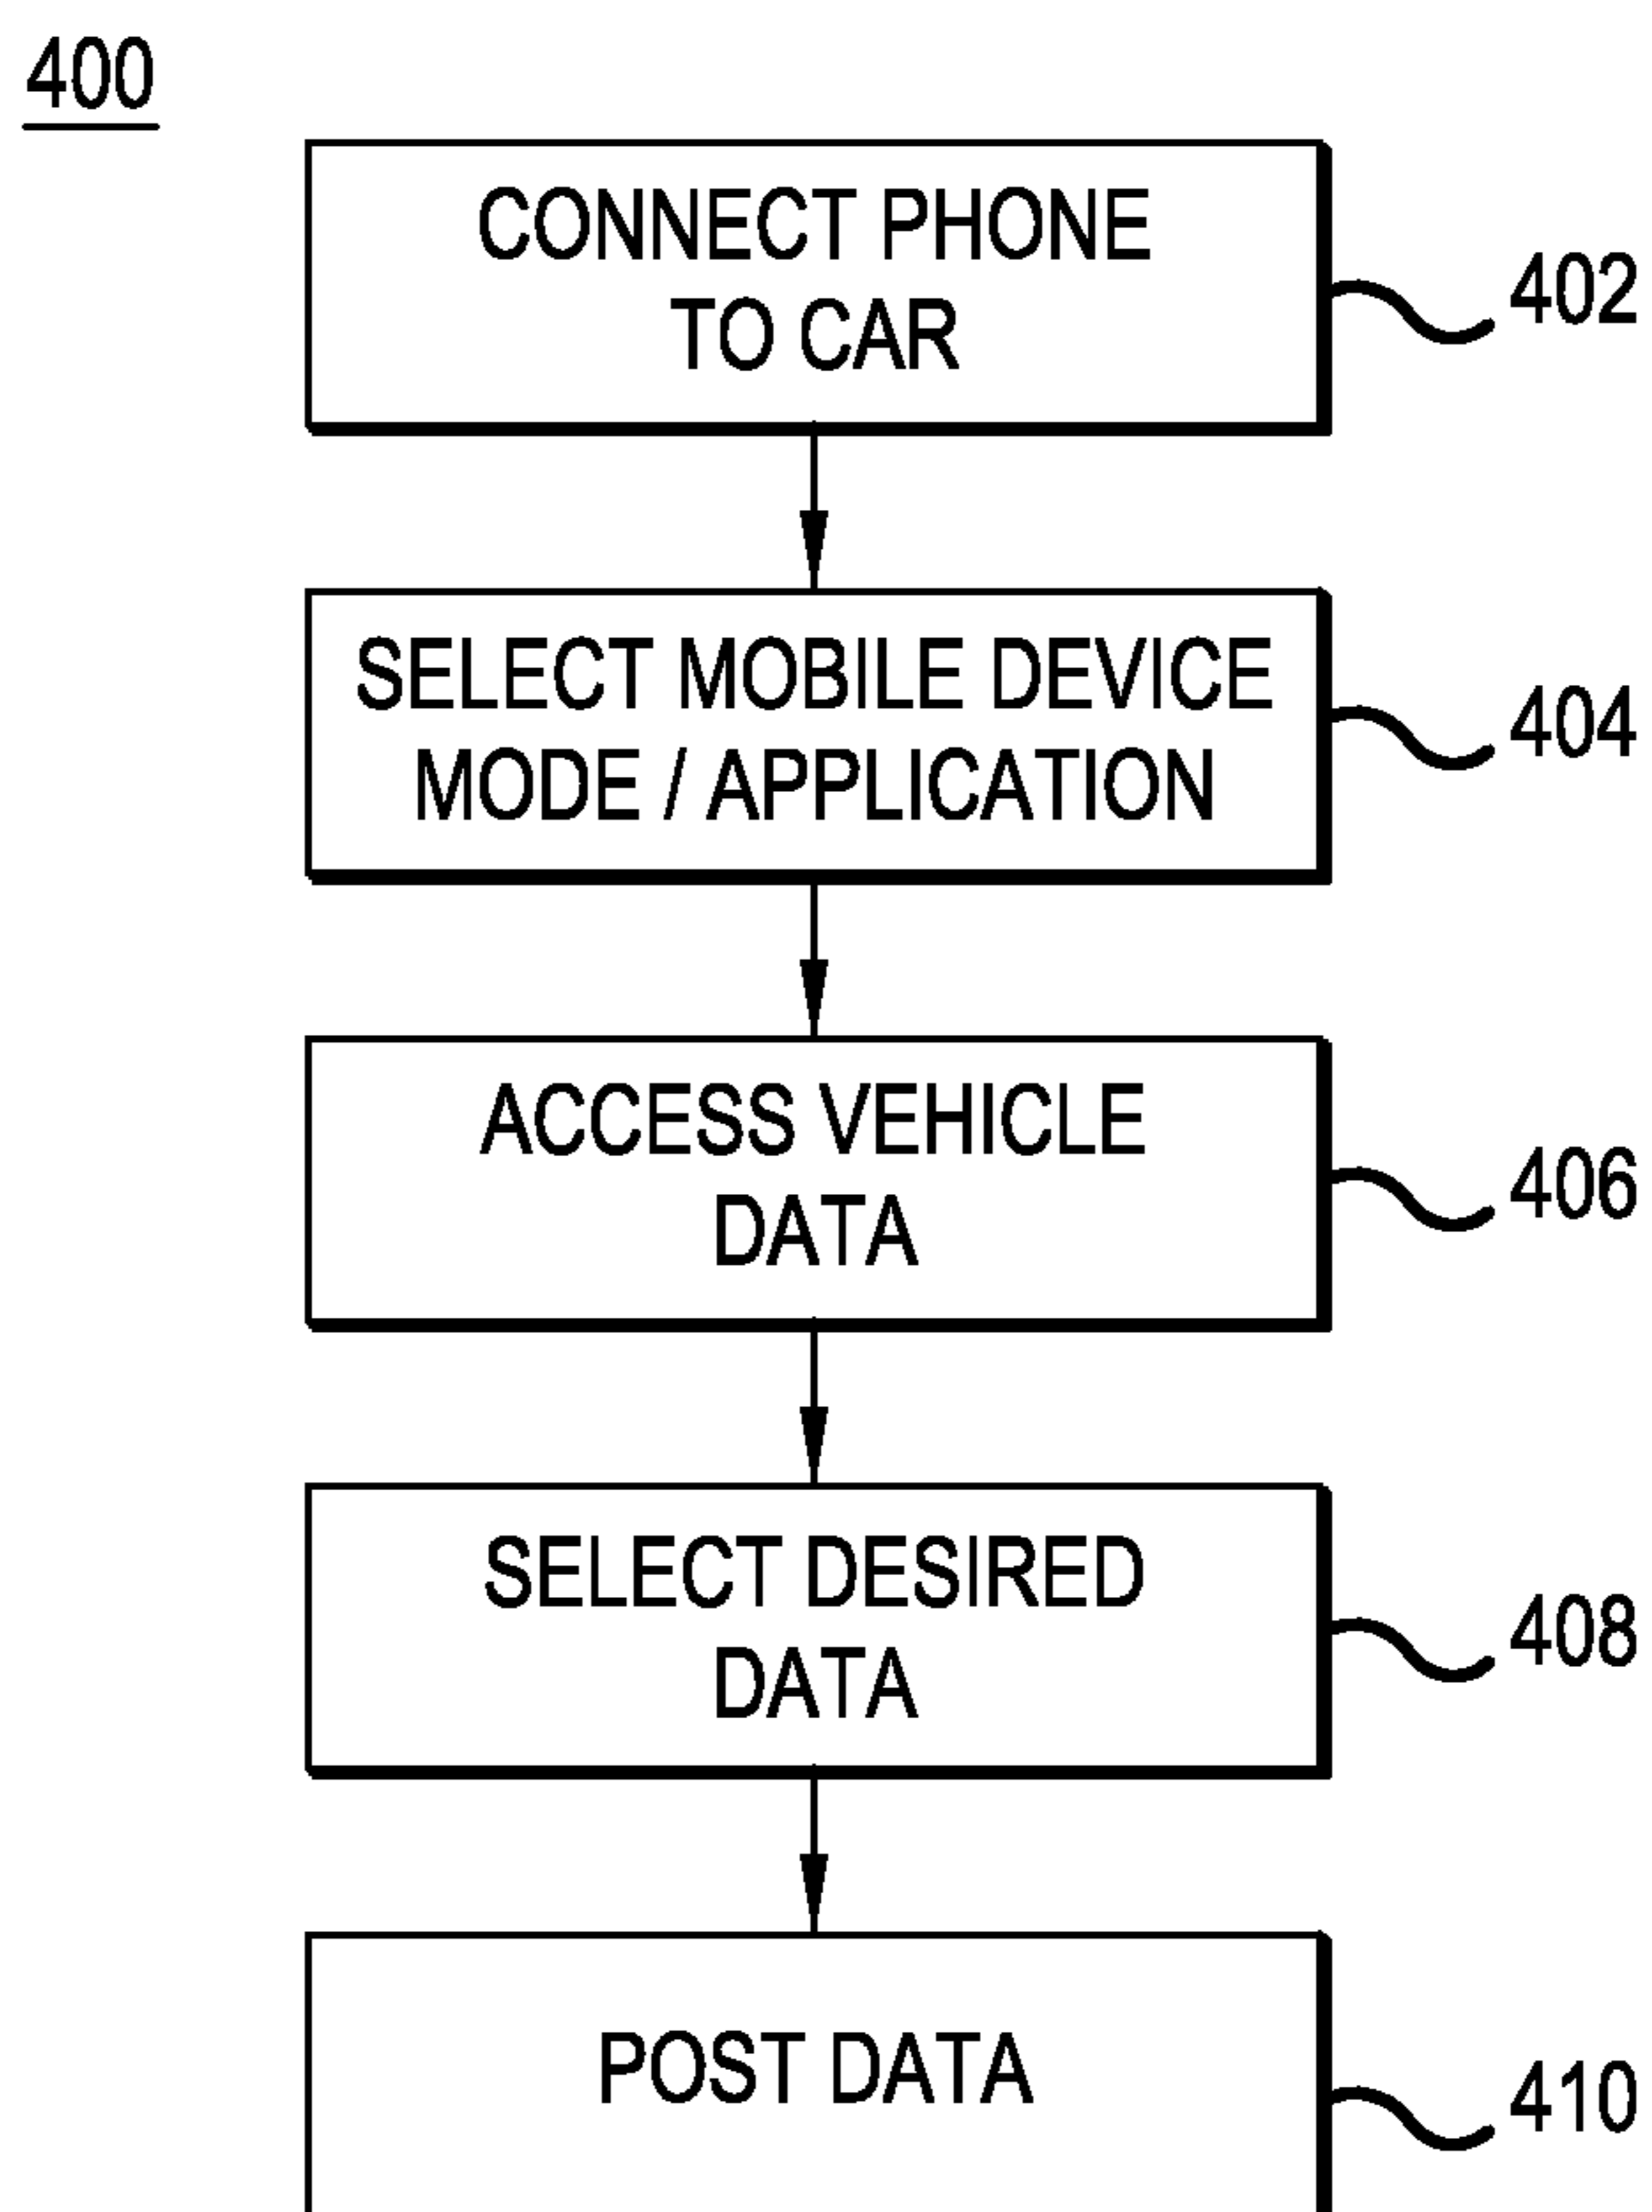 400
CONNECT PHONE
TO CAR
402
SELECT MOBILE DEVICE
MODE / APPLICATION
404
ACCESS VEHICLE
DATA
406
SELECT DESIRED
DATA
408
POST DATA
410